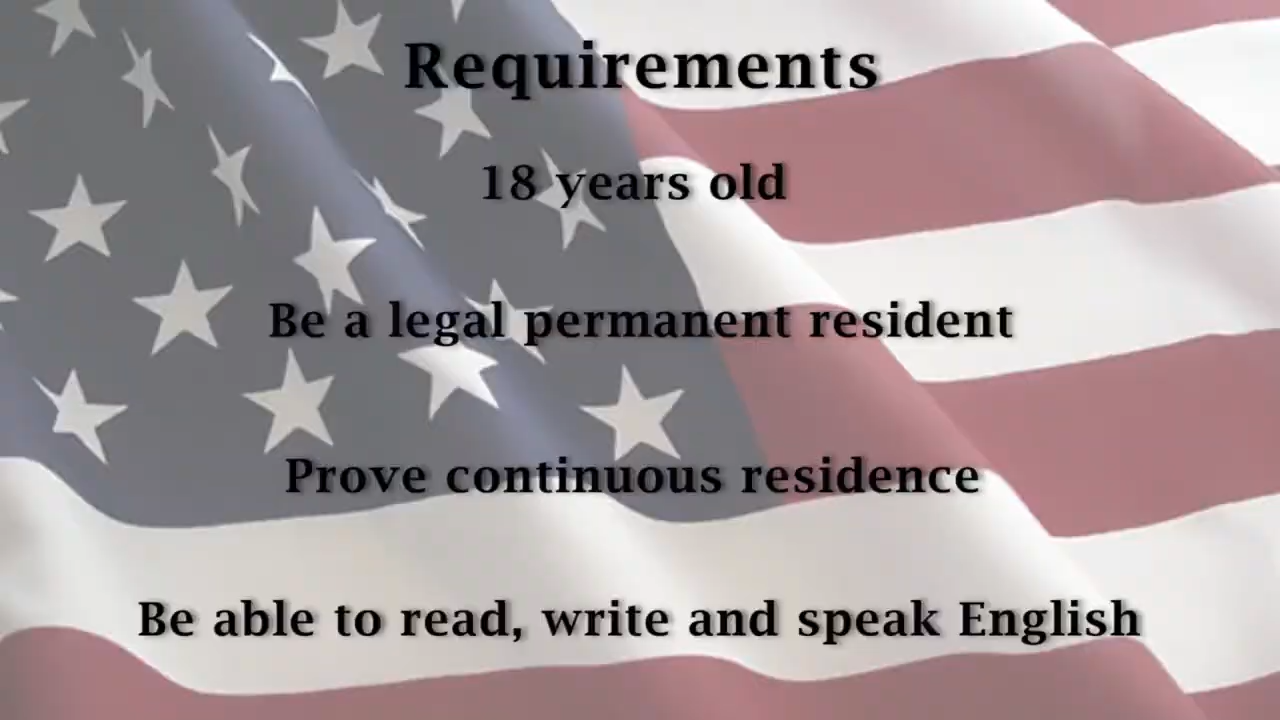 Requirements
18 years old
Be a legal permanent resident
Prove continuous residence
Be able to read, write and speak English